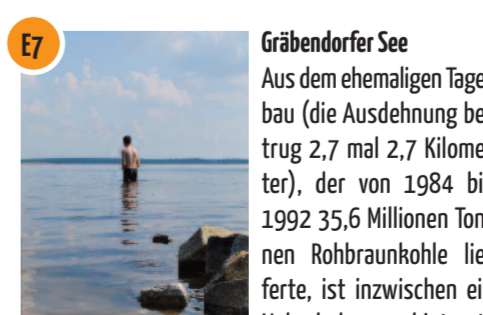 E7
Gräbendorfer See
Aus dem ehemaligen Tage
bau (die Ausdehnung be
trug 2,7 mal 2,7 Kilome
ter), der von 1984 bi
1992 35,6 Millionen Ton
nen Rohbraunkohle lie
ferte, ist inzwischen ei